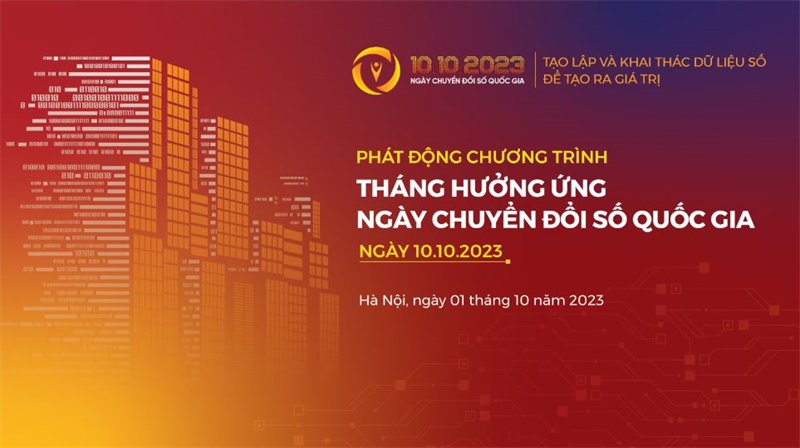 10.10.2023
NGÀY CHUYỂN ĐỔI SỐ QUỐC GIA
TẠO LẬP VÀ KHAI THÁC DỮ LIỆU SỐ
ĐỂ TẠO RA GIÁ TRỊ
PHÁT ĐỘNG CHƯƠNG TRÌNH
THÁNG HƯỞNG ỨNG
NGÀY CHUYỂN ĐỔI SỐ QUỐC GIA
NGÀY 10.10.2023
Hà Nội, ngày 01 tháng 10 năm 2023